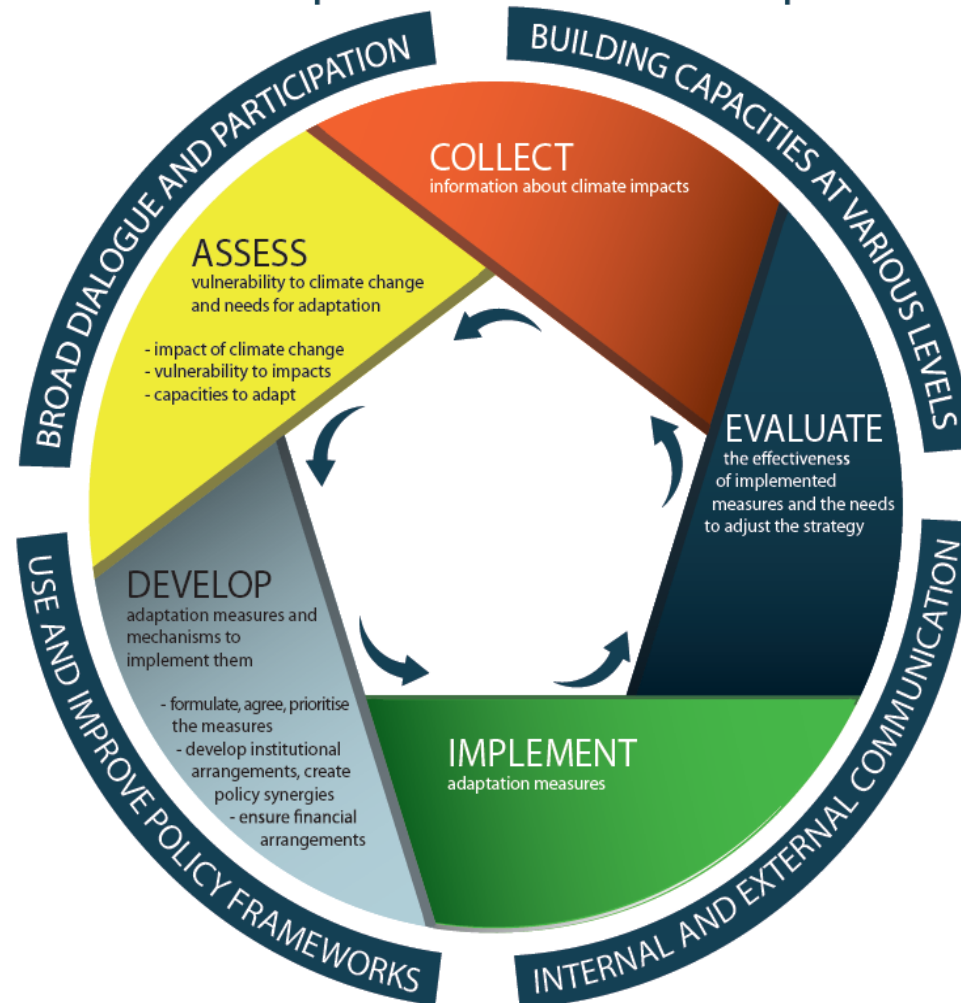 BROAD DIALOGUE AND PARTICIPATION
BUILDING CAPACITIES AT VARIOUS LEVELS
COLLECT
information about climate impacts
ASSESS
vulnerability to climate change
and needs for adaptation
- impact of climate change
- vulnerability to impacts
- capacities to adapt
EVALUATE
the effectiveness
of implemented
measures and the needs
to adjust the strategy
DEVELOP
adaptation measures and
mechanisms to
implement them
- formulate, agree, prioritise
the measures
- develop institutional
arrangements, create
policy synergies
- ensure financial
arrangements
IMPLEMENT
adaptation measures
USE AND IMPROVE POLICY FRAMEWORKS
INTERNAL AND EXTERNAL COMMUNICATION